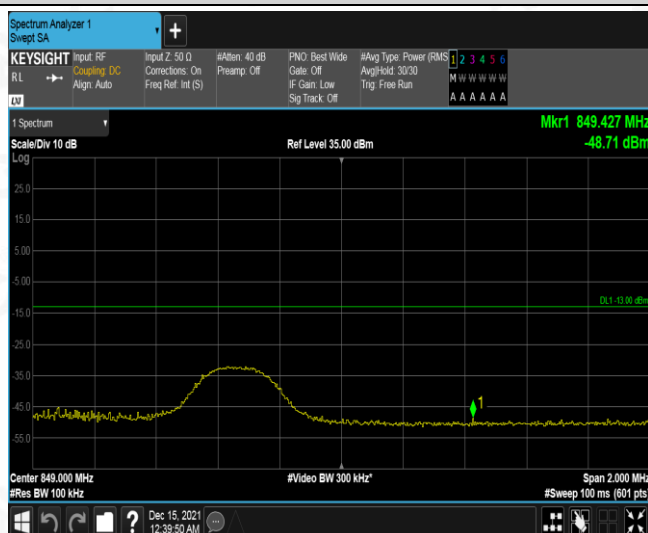 Spectrum Analyzer 1
Swept SA
+
KEYSIGHT Input: RF Input Z: 50 Ω #Atten: 40 dB PNO: Best Wide #Avg Type: Power (RMS 1 2 3 4 5 6
RL Coupling: DC Corrections: On Preamp: Off Gate: Off Avg|Hold: 30/30 M W W W W W
Align: Auto Freq Ref: Int (S) IF Gain: Low Trig: Free Run
Sig Track: Off A A A A A A
LXI
1 Spectrum Mkr1 849.427 MHz
Scale/Div 10 dB Ref Level 35.00 dBm -48.71 dBm
Log
25.0
15.0
5.00
-5.00
DL1 -13.00 dBm
-15.0
-25.0
-35.0
-45.0
1
-55.0
Center 849.000 MHz #Video BW 300 kHz* Span 2.000 MHz
#Res BW 100 kHz #Sweep 100 ms (601 pts)
? Dec 15, 2021
12:39:50 AM